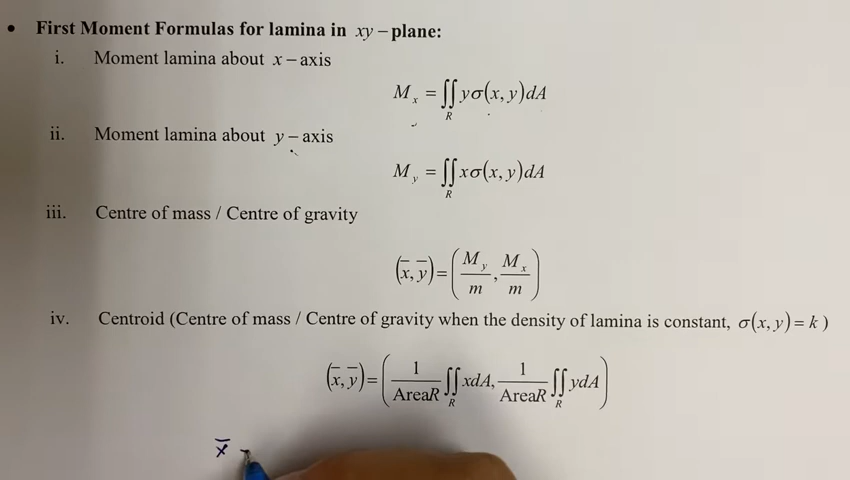 • First Moment Formulas for lamina in xy – plane:
i. Moment lamina about x – axis
M_x = ∬_R yσ(x, y)dA
ii. Moment lamina about y – axis
M_y = ∬_R xσ(x, y)dA
iii. Centre of mass / Centre of gravity
(x̄, ȳ) = (M_y/m, M_x/m)
iv. Centroid (Centre of mass / Centre of gravity when the density of lamina is constant, σ(x, y) = k )
(x̄, ȳ) = (1/AreaR ∬_R xdA, 1/AreaR ∬_R ydA)
x̄ -